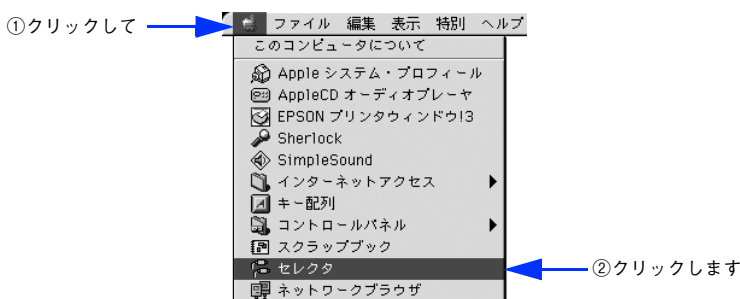 ①クリックして
ファイル 編集 表示 特別 ヘルプ
このコンピュータについて
Apple システム・プロフィール
AppleCD オーディオプレーヤ
EPSON プリンタウィンドウ!3
Sherlock
SimpleSound
インターネットアクセス
キー配列
コントロールパネル
スクラップブック
セレクタ
②クリックします
ネットワークブラウザ